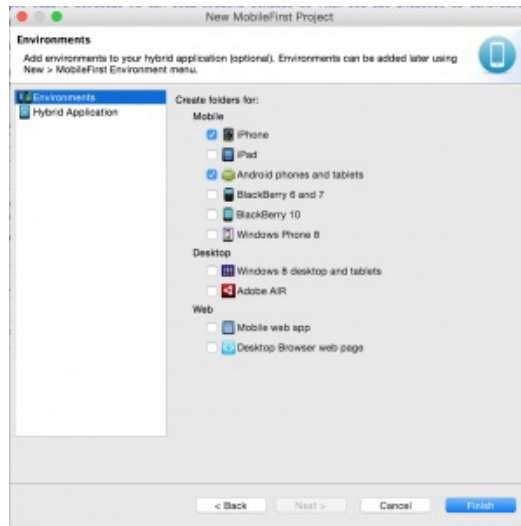 New MobileFirst Project
Environments
Add environments to your hybrid application (optional). Environments can be added later using
New > MobileFirst Environment menu.
Environments
Hybrid Application
Create folders for:
Mobile
iPhone
iPad
Android phones and tablets
BlackBerry 6 and 7
BlackBerry 10
Windows Phone 8
Desktop
Windows 8 desktop and tablets
Adobe AIR
Web
Mobile web app
Desktop Browser web page
< Back
Next >
Cancel
Finish